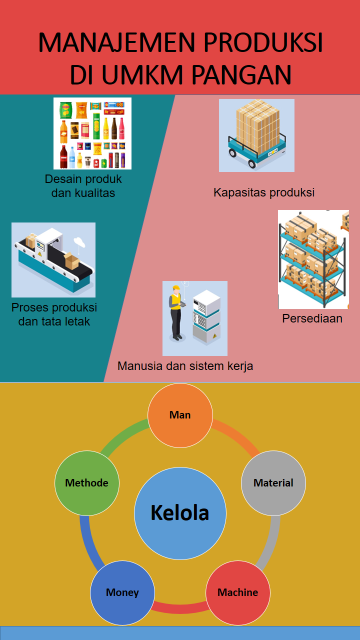 MANAJEMEN PRODUKSI
DI UMKM PANGAN
Desain produk
dan kualitas
Kapasitas produksi
Proses produksi
dan tata letak
Persediaan
Manusia dan sistem kerja
Man
Methode
Material
Kelola
Money
Machine